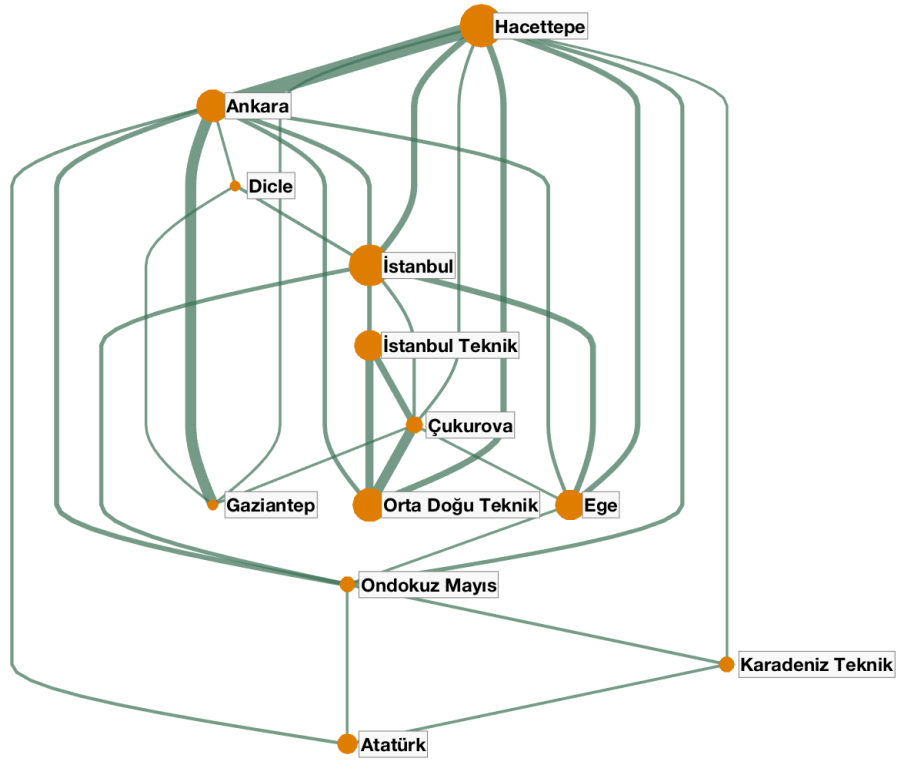 Hacettepe
Ankara
Dicle
İstanbul
İstanbul Teknik
Çukurova
Gaziantep
Orta Doğu Teknik
Ege
Ondokuz Mayıs
Karadeniz Teknik
Atatürk